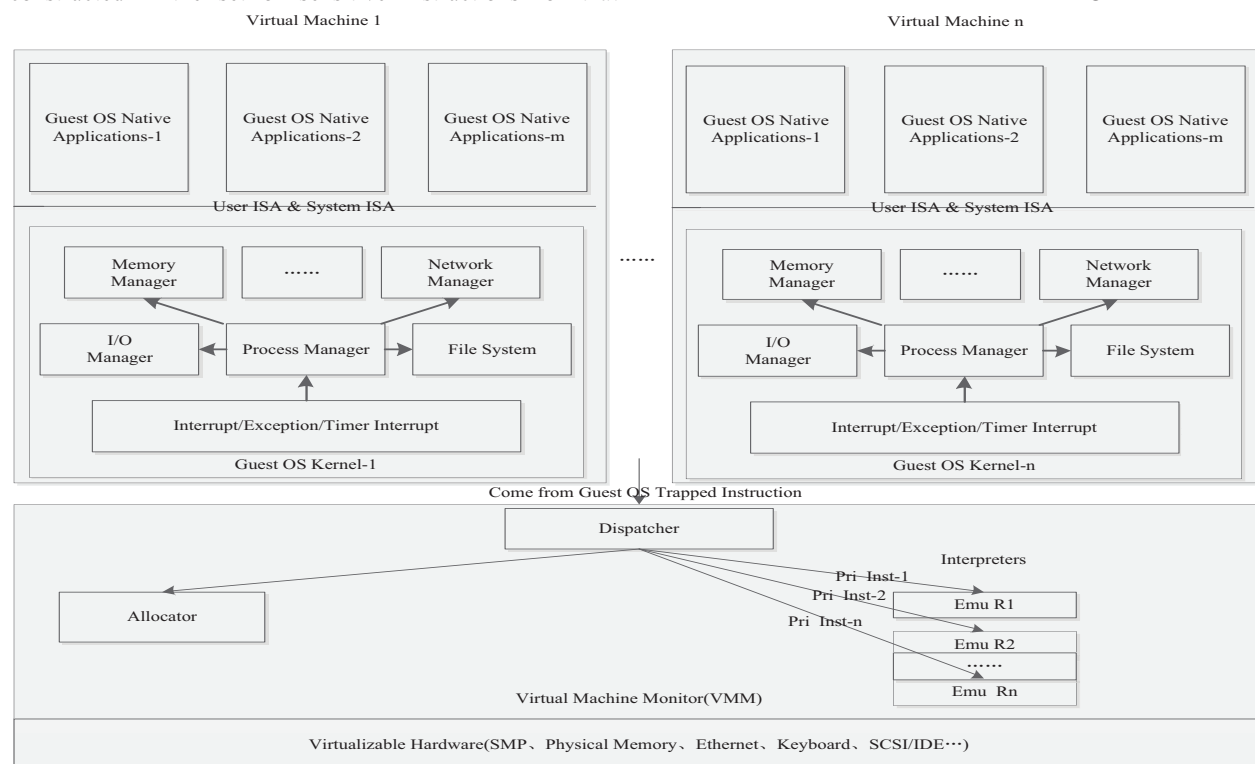 Virtual Machine 1
Virtual Machine n
Guest OS Native
Applications-1
Guest OS Native
Applications-2
Guest OS Native
Applications-m
User ISA & System ISA
Memory
Manager
......
Network
Manager
I/O
Manager
Process Manager
File System
Interrupt/Exception/Timer Interrupt
Guest OS Kernel-1
......
Guest OS Native
Applications-1
Guest OS Native
Applications-2
Guest OS Native
Applications-m
User ISA & System ISA
Memory
Manager
......
Network
Manager
I/O
Manager
Process Manager
File System
Interrupt/Exception/Timer Interrupt
Guest OS Kernel-n
Come from Guest OS Trapped Instruction
Dispatcher
Interpreters
Pri Inst-1
Pri Inst-2
Pri Inst-n
Allocator
Emu R1
Emu R2
......
Emu Rn
Virtual Machine Monitor(VMM)
Virtualizable Hardware(SMP、Physical Memory、Ethernet、Keyboard、SCSI/IDE…)